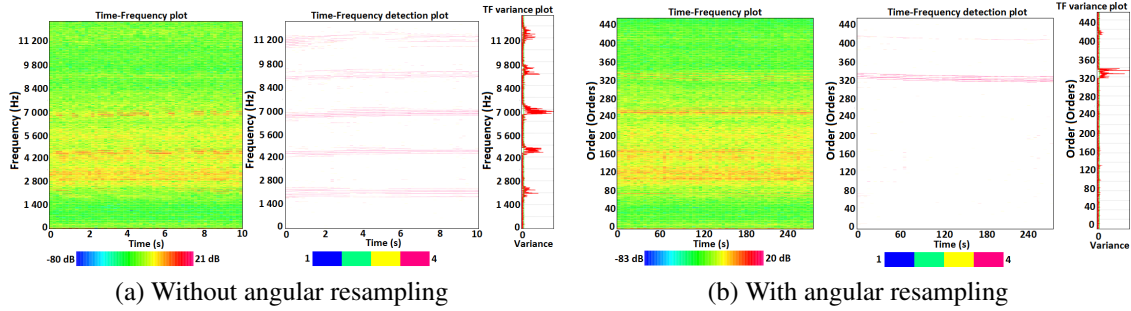 Time-Frequency plot
Time-Frequency detection plot
TF variance plot
Frequency (Hz)
11 200
9 800
8 400
7 000
5 600
4 200
2 800
1 400
0
0 2 4 6 8 10
Time (s)
-80 dB 21 dB
Frequency (Hz)
11 200
9 800
8 400
7 000
5 600
4 200
2 800
1 400
0
0 2 4 6 8 10
Time (s)
1 4
Frequency (Hz)
11 200
9 800
8 400
7 000
5 600
4 200
2 800
1 400
0
0
Variance
(a) Without angular resampling
Time-Frequency plot
Time-Frequency detection plot
TF variance plot
Order (Orders)
440
400
360
320
280
240
200
160
120
80
40
0
0 60 120 180 240
Time (s)
-83 dB 20 dB
Order (Orders)
440
400
360
320
280
240
200
160
120
80
40
0
0 60 120 180 240
Time (s)
1 4
Order (Orders)
440
400
360
320
280
240
200
160
120
80
40
0
0
Variance
(b) With angular resampling